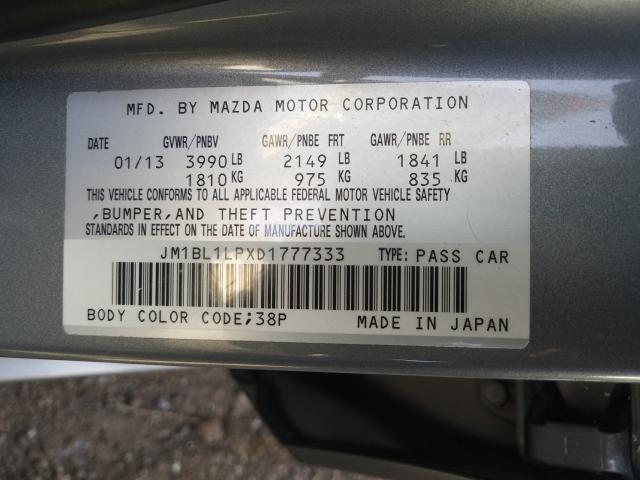 MFD. BY MAZDA MOTOR CORPORATION
DATE GVWR/PNBV GAWR/PNBE FRT GAWR/PNBE RR
01/13 3990 LB 2149 LB 1841 LB
1810 KG 975 KG 835 KG
THIS VEHICLE CONFORMS TO ALL APPLICABLE FEDERAL MOTOR VEHICLE SAFETY
,BUMPER,AND THEFT PREVENTION
STANDARDS IN EFFECT ON THE DATE OF MANUFACTURE SHOWN ABOVE.
JM1BL1LPXD1777333 TYPE: PASS CAR
BODY COLOR CODE;38P MADE IN JAPAN